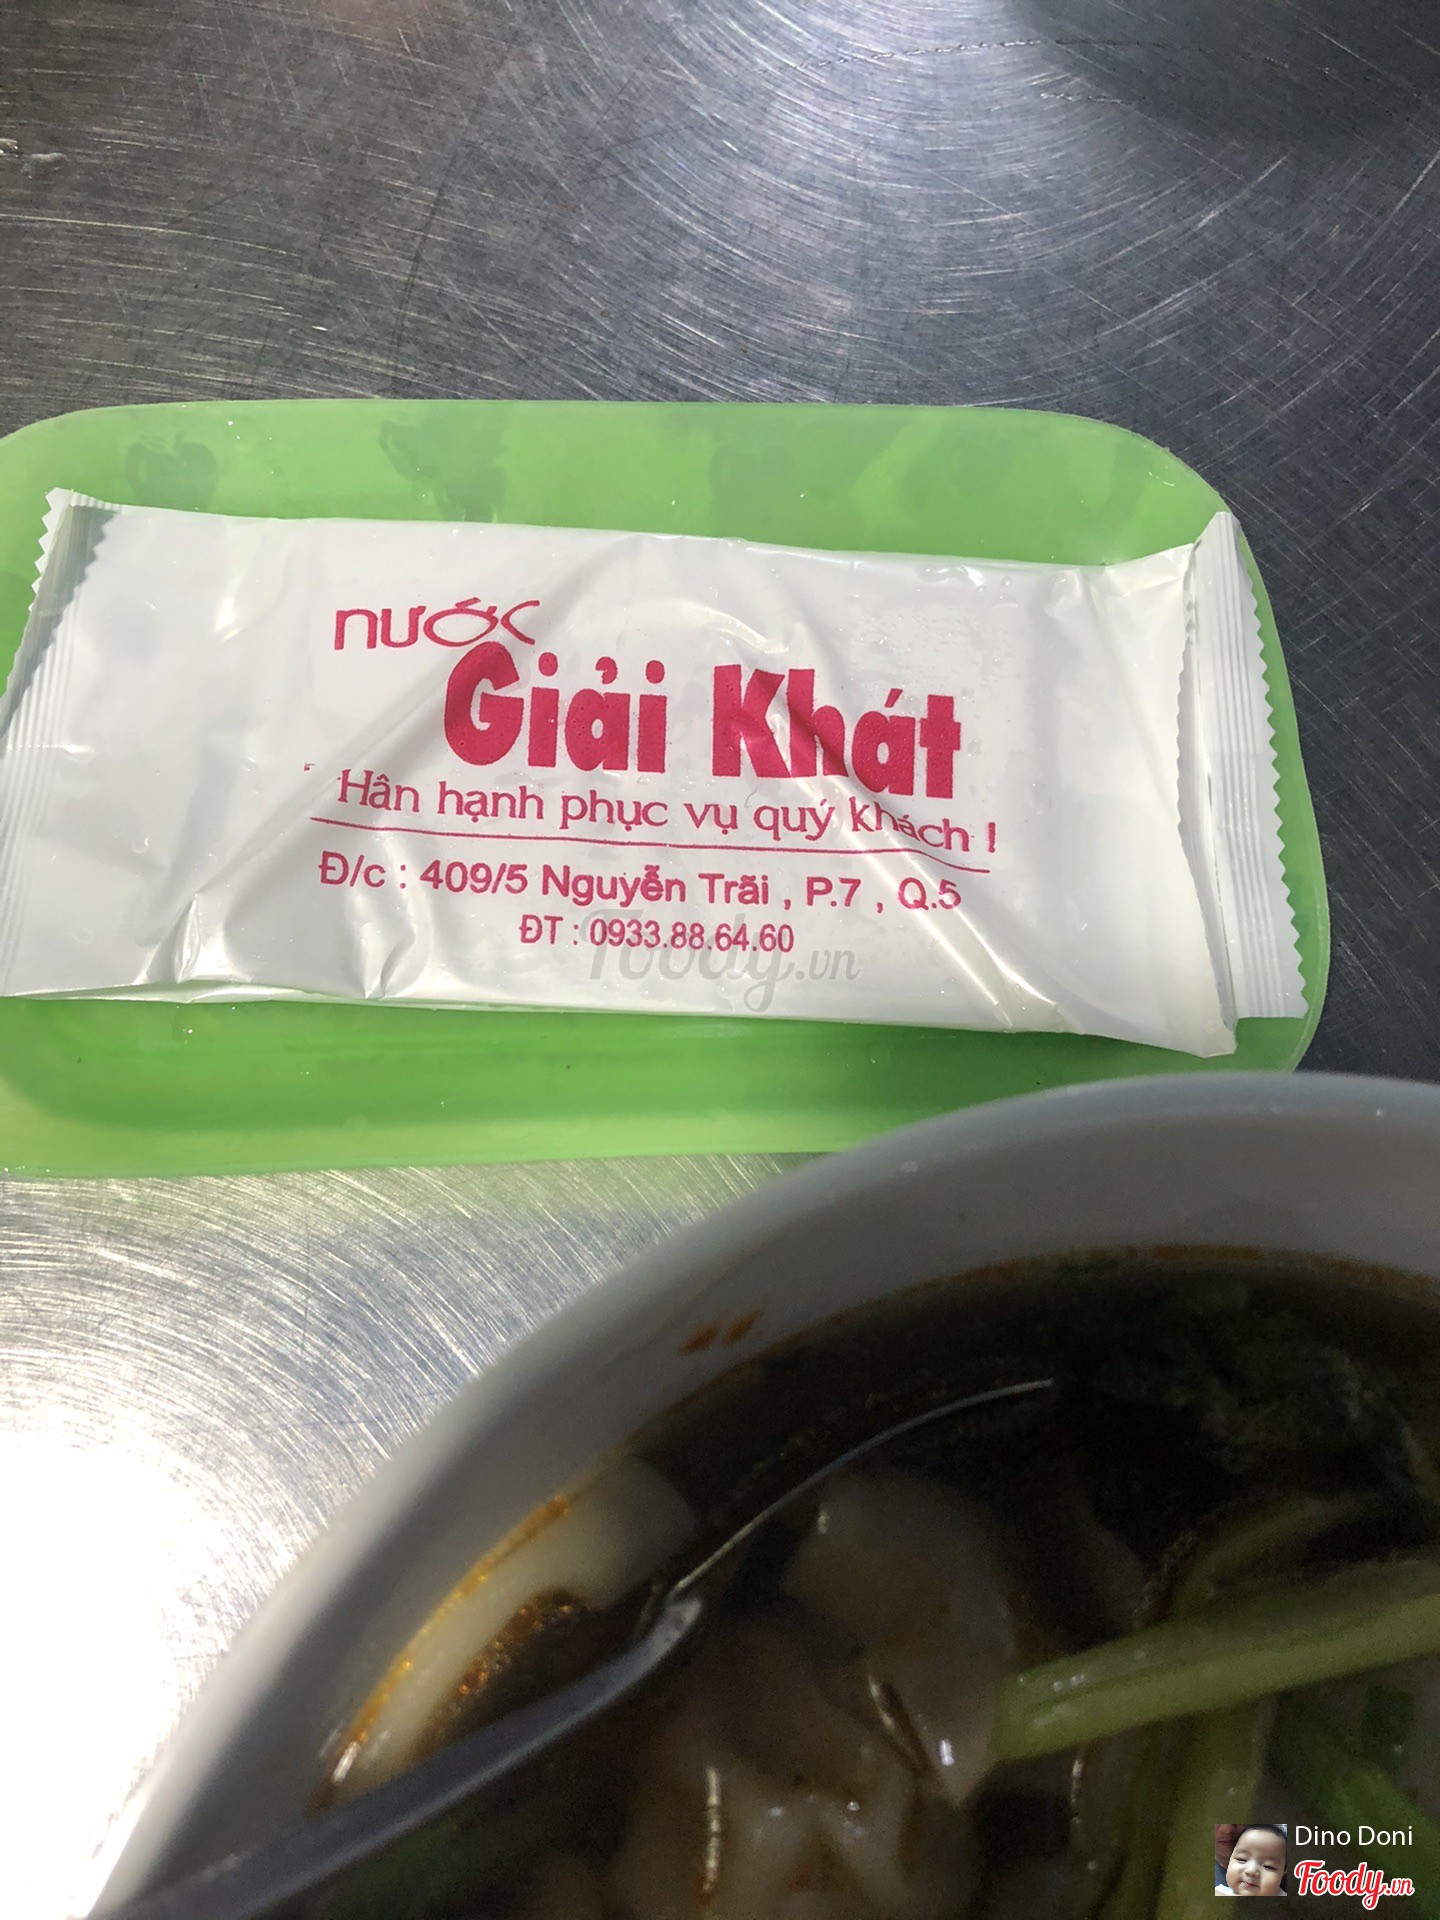 nước
Giải Khát
Hân hạnh phục vụ quý khách !
Đ/c : 409/5 Nguyễn Trãi , P.7 , Q.5
ĐT : 0933.88.64.60
Foody.vn
Dino Doni
Foody.vn